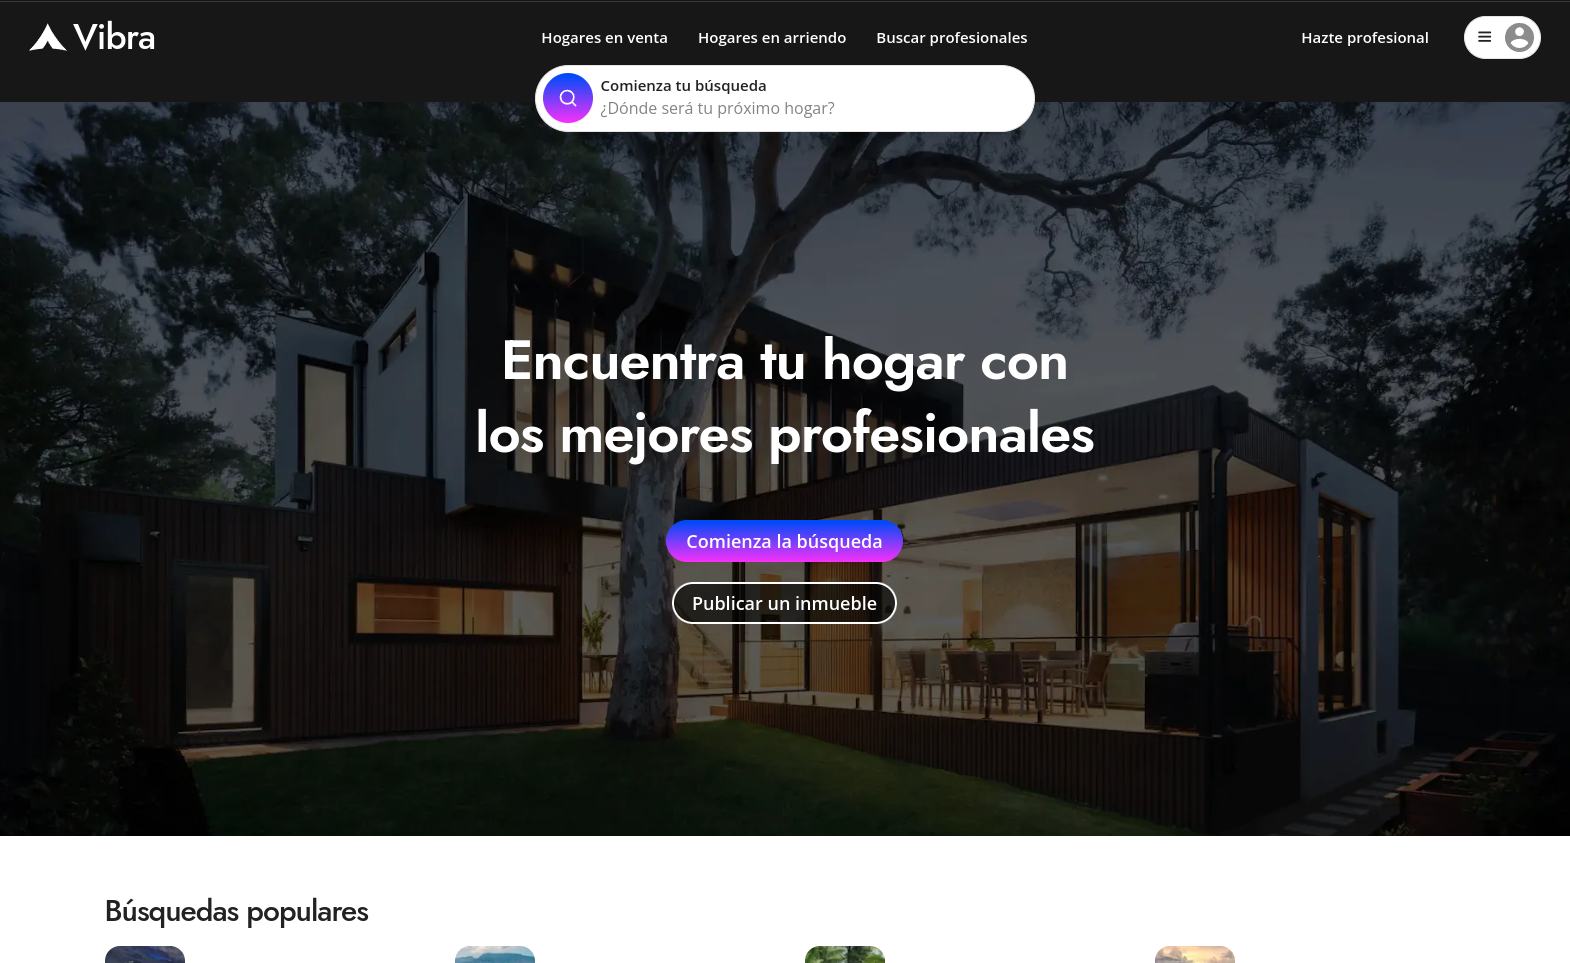 Vibra
Hogares en venta
Hogares en arriendo
Buscar profesionales
Hazte profesional
Comienza tu búsqueda
¿Dónde será tu próximo hogar?
Encuentra tu hogar con
los mejores profesionales
Comienza la búsqueda
Publicar un inmueble
Búsquedas populares